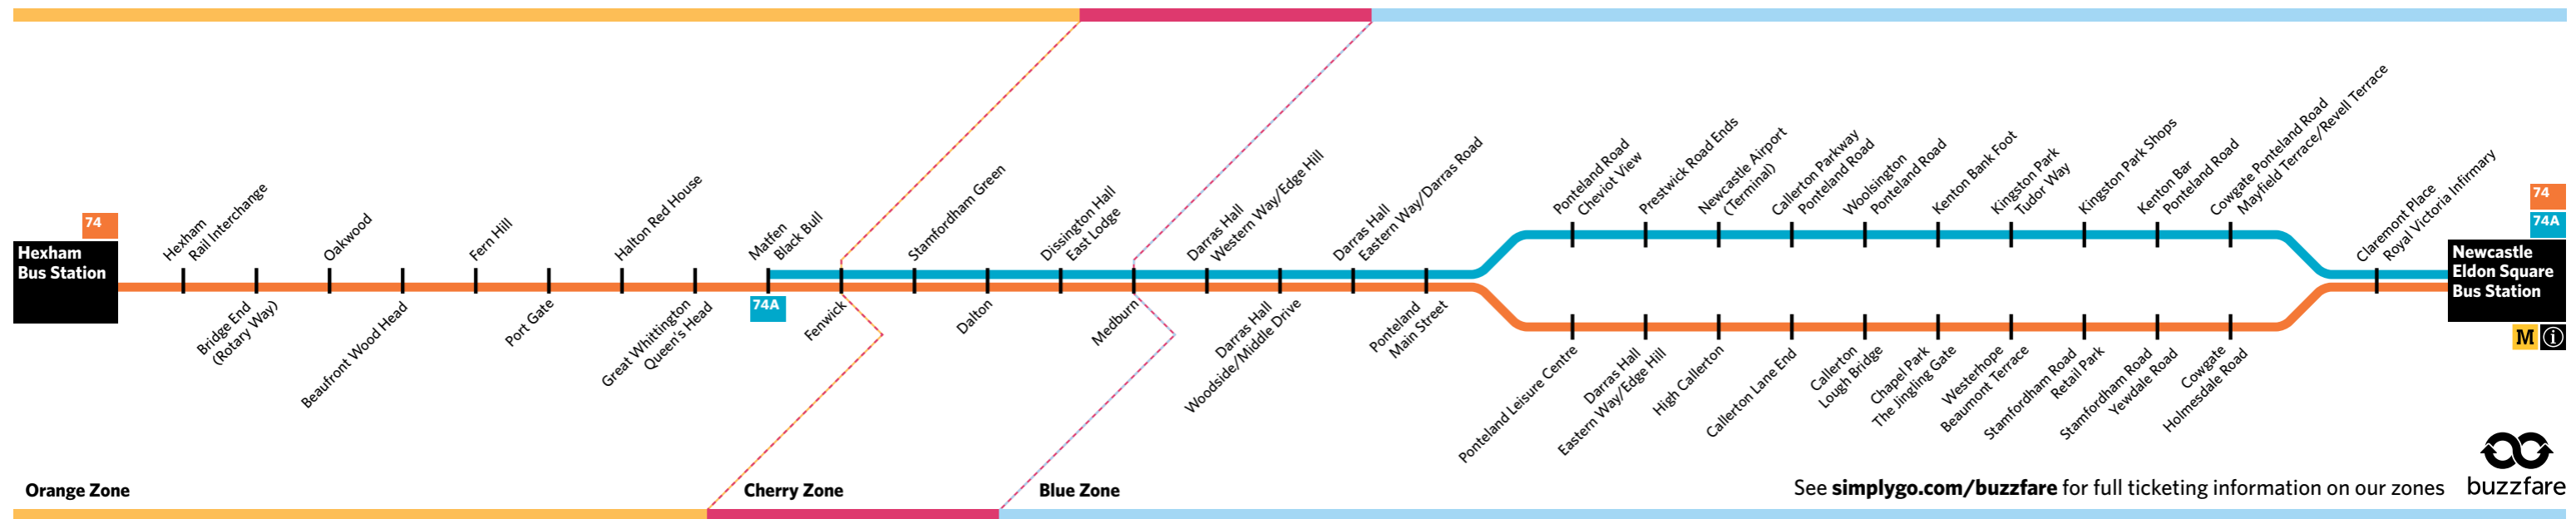 74
Hexham
Bus Station
Hexham
Rail Interchange
Bridge End
(Rotary Way)
Oakwood
Beaufront Wood Head
Fern Hill
Port Gate
Halton Red House
Great Whittington
Queen's Head
Matfen
Black Bull
74A
Fenwick
Stamfordham Green
Dalton
Dissington Hall
East Lodge
Medburn
Darras Hall
Western Way/Edge Hill
Darras Hall
Woodside/Middle Drive
Darras Hall
Eastern Way/Darras Road
Ponteland
Main Street
Ponteland Road
Cheviot View
Prestwick Road Ends
Newcastle Airport
(Terminal)
Callerton Parkway
Ponteland Road
Woolsington
Ponteland Road
Kenton Bank Foot
Kingston Park
Tudor Way
Kingston Park Shops
Kenton Bar
Ponteland Road
Cowgate Ponteland Road
Mayfield Terrace/Revell Terrace
Ponteland Leisure Centre
Darras Hall
Eastern Way/Edge Hill
High Callerton
Callerton Lane End
Callerton
Lough Bridge
Chapel Park
The Jingling Gate
Westerhope
Beaumont Terrace
Stamfordham Road
Retail Park
Stamfordham Road
Yewdale Road
Cowgate
Holmesdale Road
Claremont Place
Royal Victoria Infirmary
74
74A
Newcastle
Eldon Square
Bus Station
M i
Orange Zone
Cherry Zone
Blue Zone
See simplygo.com/buzzfare for full ticketing information on our zones
buzzfare